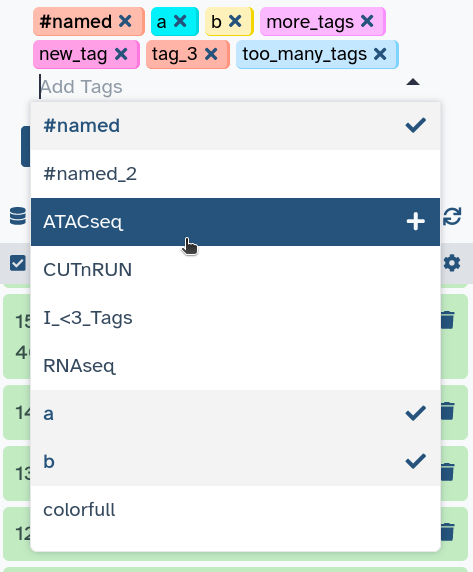 #named a b more_tags
new_tag tag_3 too_many_tags
Add Tags
#named
#named_2
ATACseq
CUTnRUN
I_<3_Tags
RNAseq
a
b
colorfull
15
14
13
12